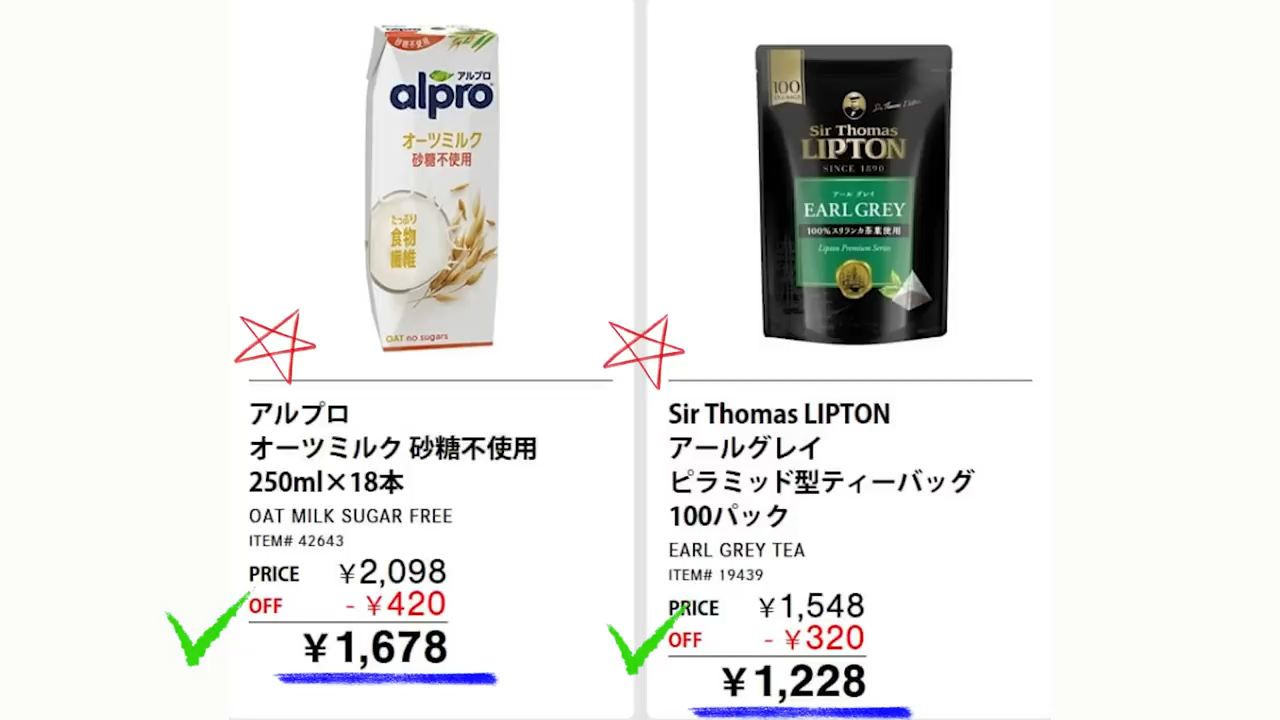 砂糖不使用
アルプロ
alpro
オーツミルク
砂糖不使用
たっぷり
食物
繊維
OAT no sugars
アルプロ
オーツミルク 砂糖不使用
250ml×18本
OAT MILK SUGAR FREE
ITEM# 42643
PRICE ¥2,098
OFF - ¥420
¥1,678
100
Sir Thomas
LIPTON
SINCE 1890
アール グレイ
EARL GREY
100%スリランカ茶葉使用
Lipton Premium Series
Sir Thomas LIPTON
アールグレイ
ピラミッド型ティーバッグ
100パック
EARL GREY TEA
ITEM# 19439
PRICE ¥1,548
OFF - ¥320
¥1,228